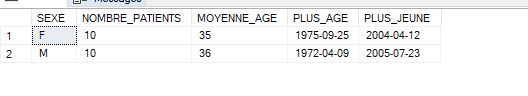 Messages
SEXE NOMBRE_PATIENTS MOYENNE_AGE PLUS_AGE PLUS_JEUNE
1 F 10 35 1975-09-25 2004-04-12
2 M 10 36 1972-04-09 2005-07-23